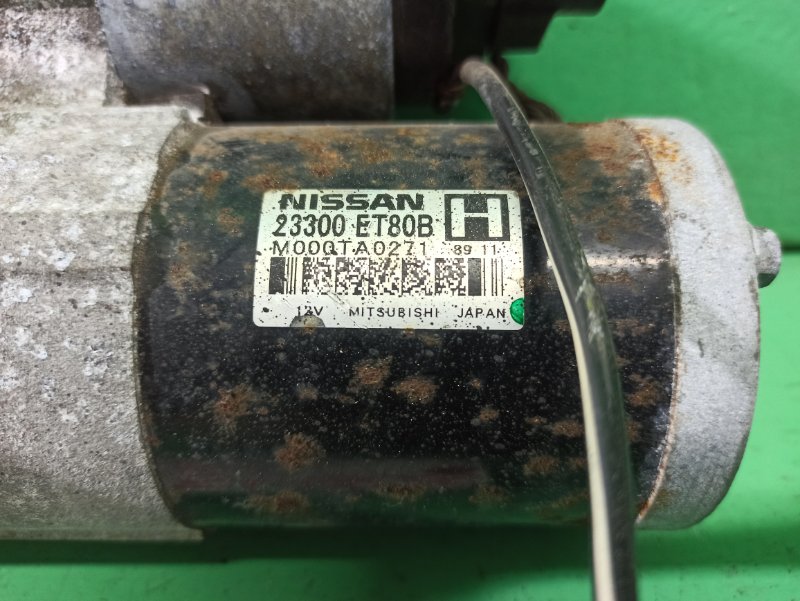 NISSAN
23300 ET80B H
M000TA0271 89 11
12V MITSUBISHI JAPAN